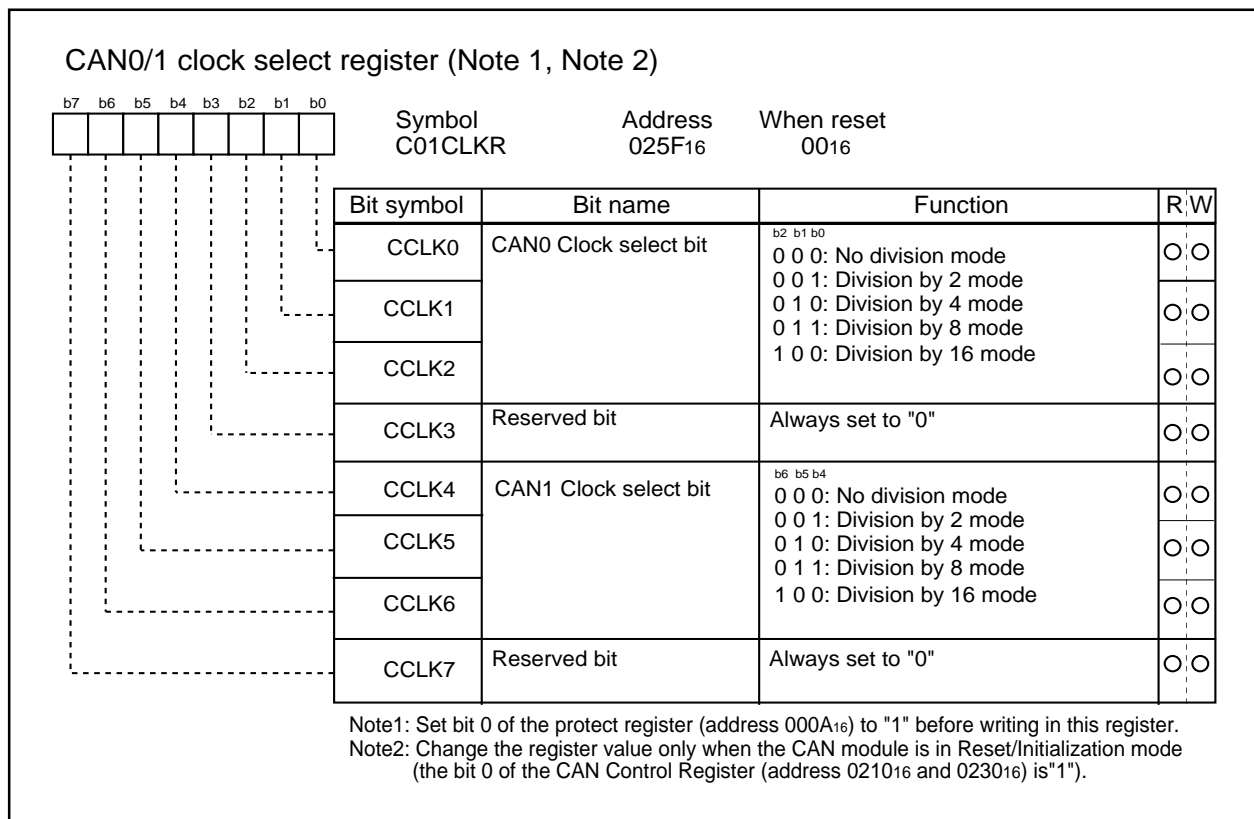 CAN0/1 clock select register (Note 1, Note 2)
b7 b6 b5 b4 b3 b2 b1 b0
Symbol Address When reset
C01CLKR 025F16 0016
Bit symbol Bit name Function R W
CCLK0 CAN0 Clock select bit
b2 b1 b0
0 0 0: No division mode
0 0 1: Division by 2 mode
CCLK1
0 1 0: Division by 4 mode
0 1 1: Division by 8 mode
1 0 0: Division by 16 mode
CCLK2
CCLK3 Reserved bit Always set to "0"
CCLK4 CAN1 Clock select bit
b6 b5 b4
0 0 0: No division mode
0 0 1: Division by 2 mode
CCLK5
0 1 0: Division by 4 mode
0 1 1: Division by 8 mode
1 0 0: Division by 16 mode
CCLK6
CCLK7 Reserved bit Always set to "0"
Note1: Set bit 0 of the protect register (address 000A16) to "1" before writing in this register.
Note2: Change the register value only when the CAN module is in Reset/Initialization mode
(the bit 0 of the CAN Control Register (address 021016 and 023016) is"1").